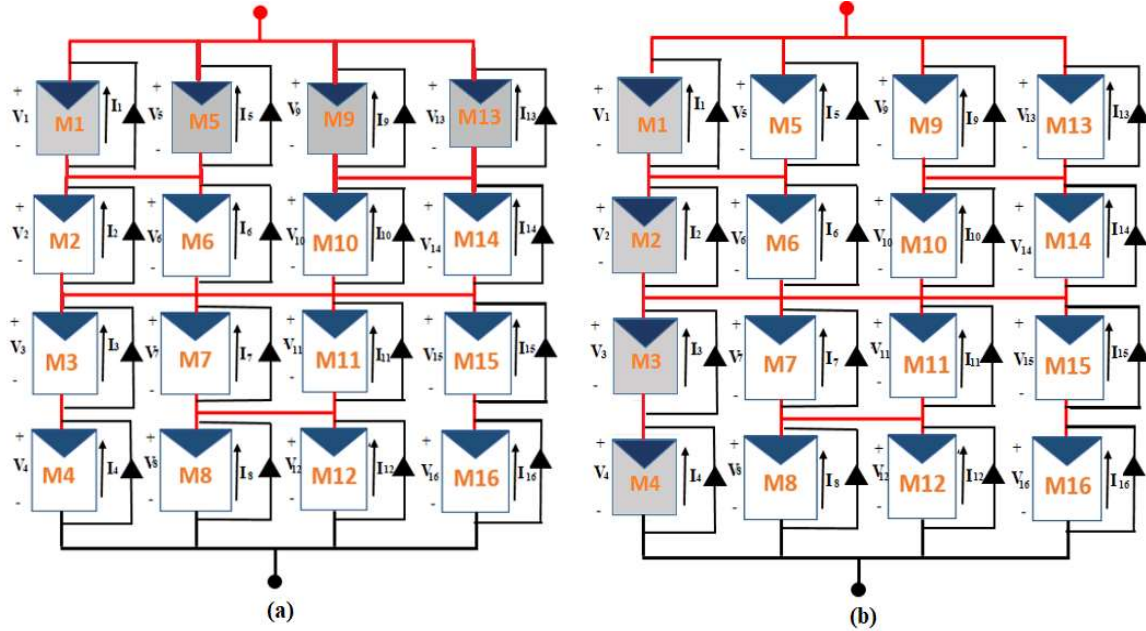 + V1 - M1 I1 + V5 - M5 I5 + V9 - M9 I9 + V13 - M13 I13
+ V2 - M2 I2 + V6 - M6 I6 + V10 - M10 I10 + V14 - M14 I14
+ V3 - M3 I3 + V7 - M7 I7 + V11 - M11 I11 + V15 - M15 I15
+ V4 - M4 I4 + V8 - M8 I8 + V12 - M12 I12 + V16 - M16 I16
(a)
+ V1 - M1 I1 + V5 - M5 I5 + V9 - M9 I9 + V13 - M13 I13
+ V2 - M2 I2 + V6 - M6 I6 + V10 - M10 I10 + V14 - M14 I14
+ V3 - M3 I3 + V7 - M7 I7 + V11 - M11 I11 + V15 - M15 I15
+ V4 - M4 I4 + V8 - M8 I8 + V12 - M12 I12 + V16 - M16 I16
(b)